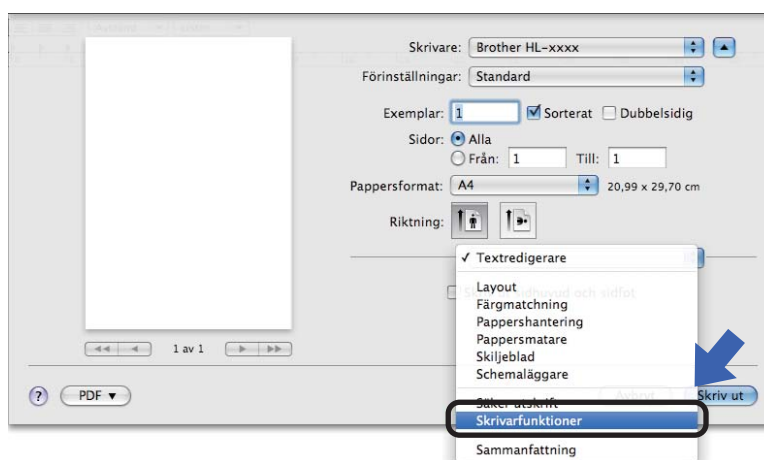 Skrivare: Brother HL-xxxx
Förinställningar: Standard
Exemplar: 1 Sorterat Dubbelsidig
Sidor: Alla
Från: 1 Till: 1
Pappersformat: A4 20,99 x 29,70 cm
Riktning:
✓ Textredigerare
Layout
Färgmatchning
Pappershantering
Pappersmatare
Skiljeblad
Schemaläggare
Säker utskrift
Skrivarfunktioner
Sammanfattning
1 av 1
? PDF ▼ Avbryt Skriv ut